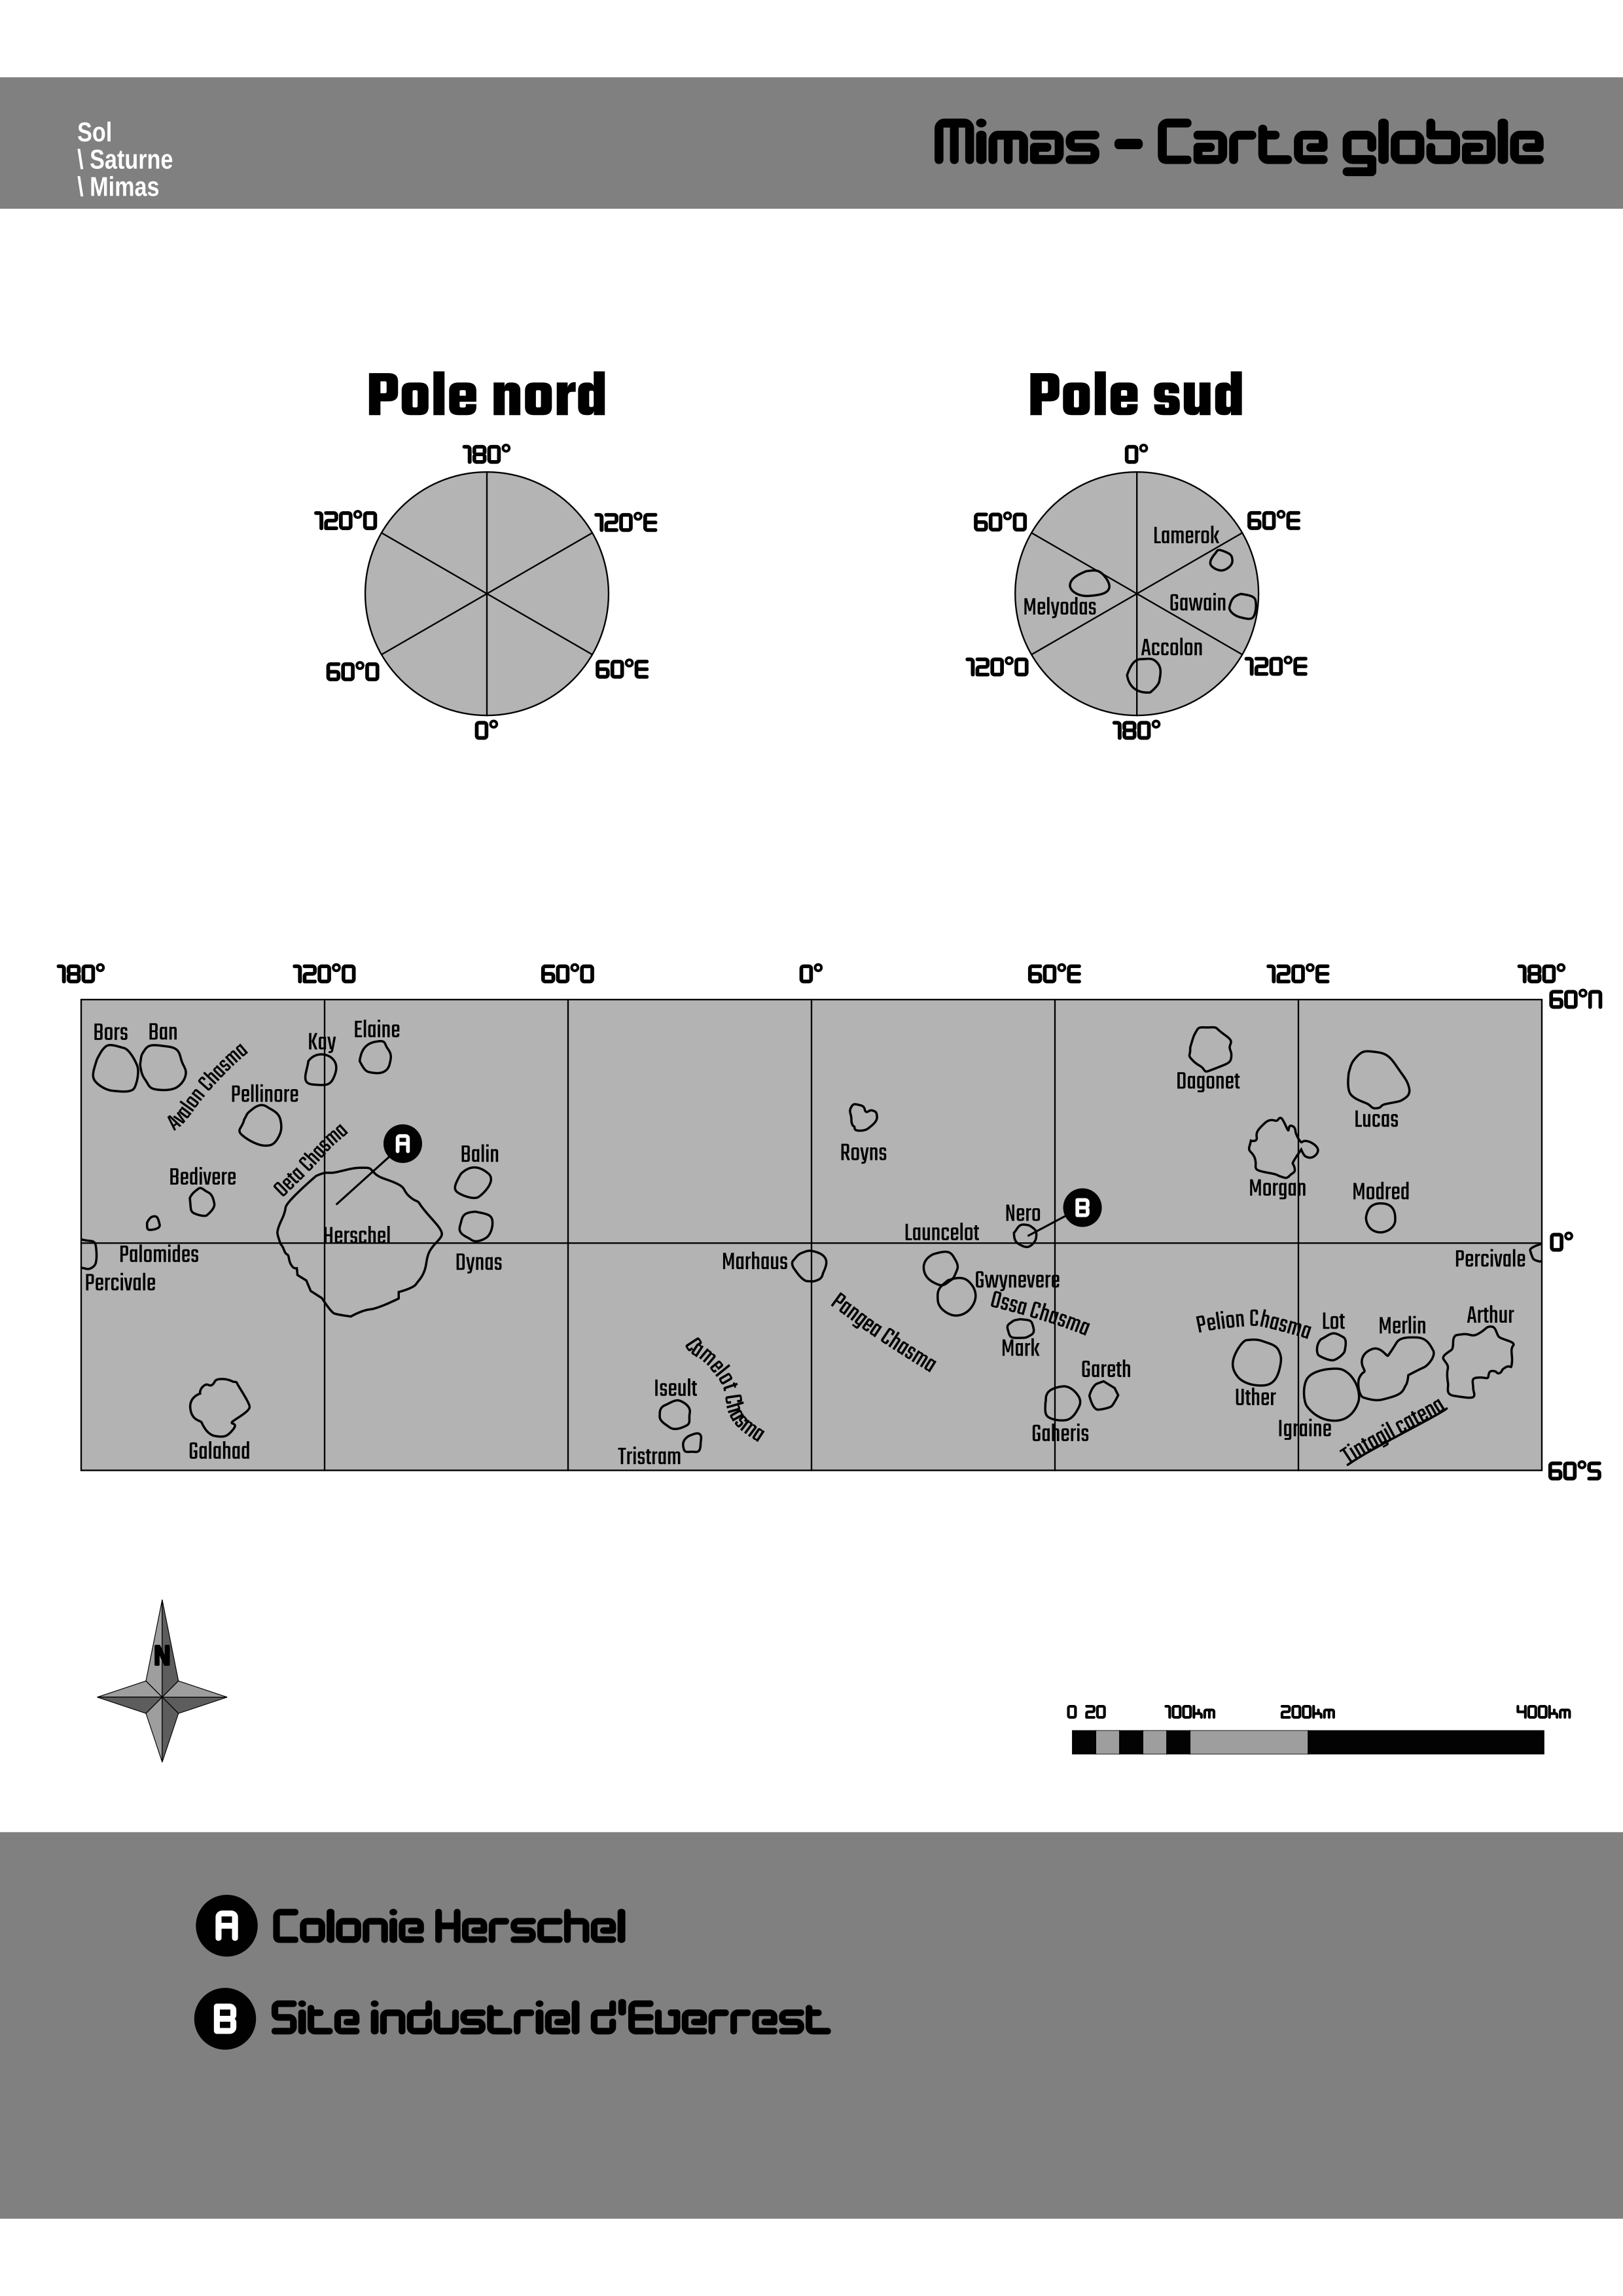 Sol
\ Saturne
\ Mimas
Mimas - Carte globale
Pole nord
180°
120°O
120°E
60°O
60°E
0°
Pole sud
0°
60°O
60°E
Lamerok
Melyodas
Gawain
Accolon
120°O
120°E
180°
180°
120°O
60°O
0°
60°E
120°E
180°
60°N
Bors
Ban
Avalon Chasma
Kay
Elaine
Pellinore
Oeta Chasma
A
Balin
Bedivere
Herschel
Palomides
Percivale
Dynas
Galahad
Royns
Dagonet
Lucas
Morgan
Modred
Nero
B
Launcelot
0°
Marhaus
Percivale
Gwynevere
Ossa Chasma
Pangea Chasma
Mark
Pelion Chasma
Lot
Merlin
Arthur
Camelot Chasma
Iseult
Tristram
Gareth
Gaheris
Uther
Igraine
Tintagil Catena
60°S
N
0 20 100km 200km 400km
A Colonie Herschel
B Site industriel d'Everrest